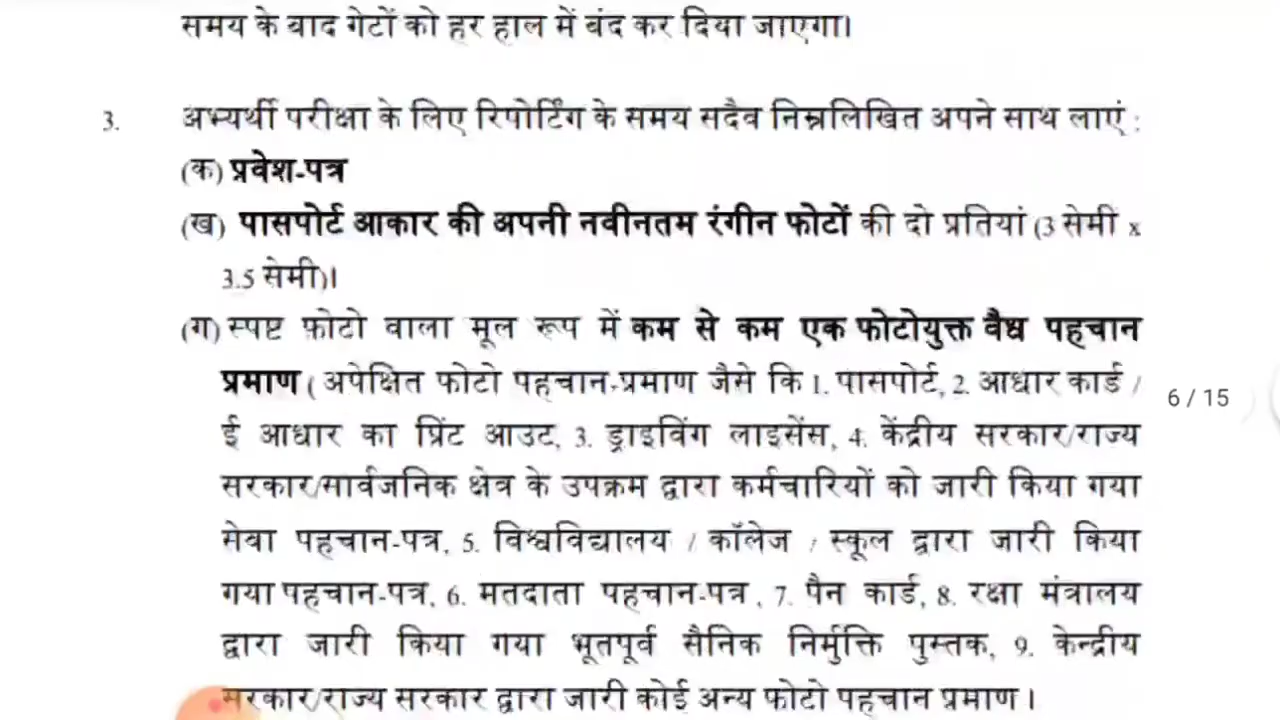 समय के बाद गेटों को हर हाल में बंद कर दिया जाएगा।
3. अभ्यर्थी परीक्षा के लिए रिपोर्टिंग के समय सदैव निम्नलिखित अपने साथ लाएं :
(क) प्रवेश-पत्र
(ख) पासपोर्ट आकार की अपनी नवीनतम रंगीन फोटों की दो प्रतियां (3 सेमी x
3.5 सेमी)।
(ग) स्पष्ट फ़ोटो वाला मूल रूप में कम से कम एक फोटोयुक्त वैध पहचान
प्रमाण ( अपेक्षित फोटो पहचान-प्रमाण जैसे कि 1. पासपोर्ट, 2. आधार कार्ड /
6 / 15
ई आधार का प्रिंट आउट, 3. ड्राइविंग लाइसेंस, 4. केंद्रीय सरकार/राज्य
सरकार/सार्वजनिक क्षेत्र के उपक्रम द्वारा कर्मचारियों को जारी किया गया
सेवा पहचान-पत्र, 5. विश्वविद्यालय / कॉलेज / स्कूल द्वारा जारी किया
गया पहचान-पत्र, 6. मतदाता पहचान-पत्र , 7. पैन कार्ड, 8. रक्षा मंत्रालय
द्वारा जारी किया गया भूतपूर्व सैनिक निर्मुक्ति पुस्तक, 9. केन्द्रीय
सरकार/राज्य सरकार द्वारा जारी कोई अन्य फोटो पहचान प्रमाण ।